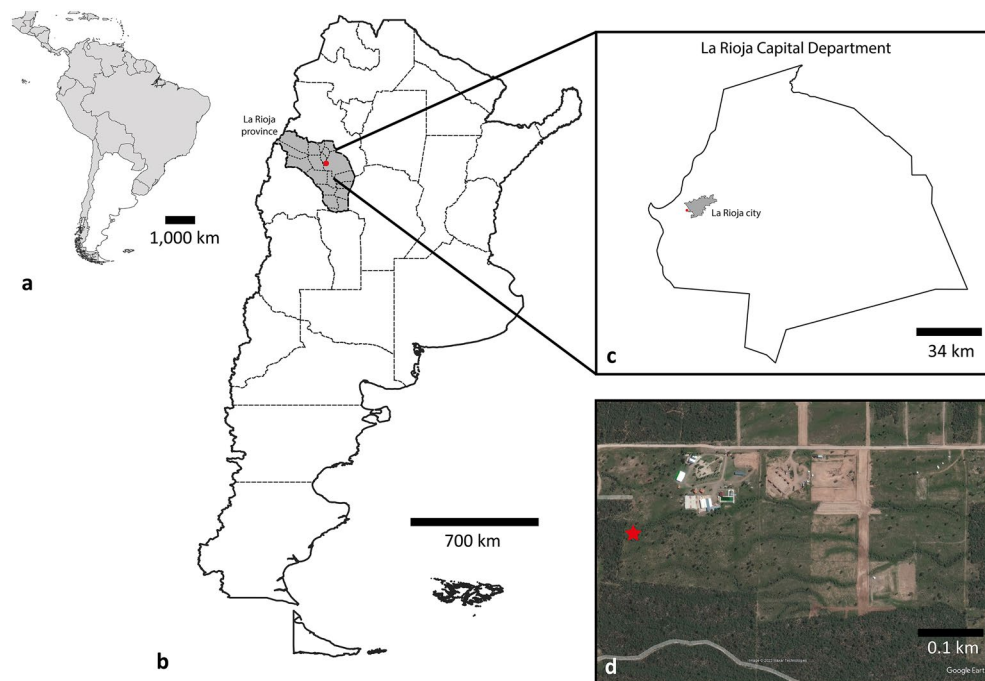 La Rioja
province
1,000 km
a
700 km
b
La Rioja Capital Department
La Rioja city
c
34 km
0.1 km
d
Google Earth